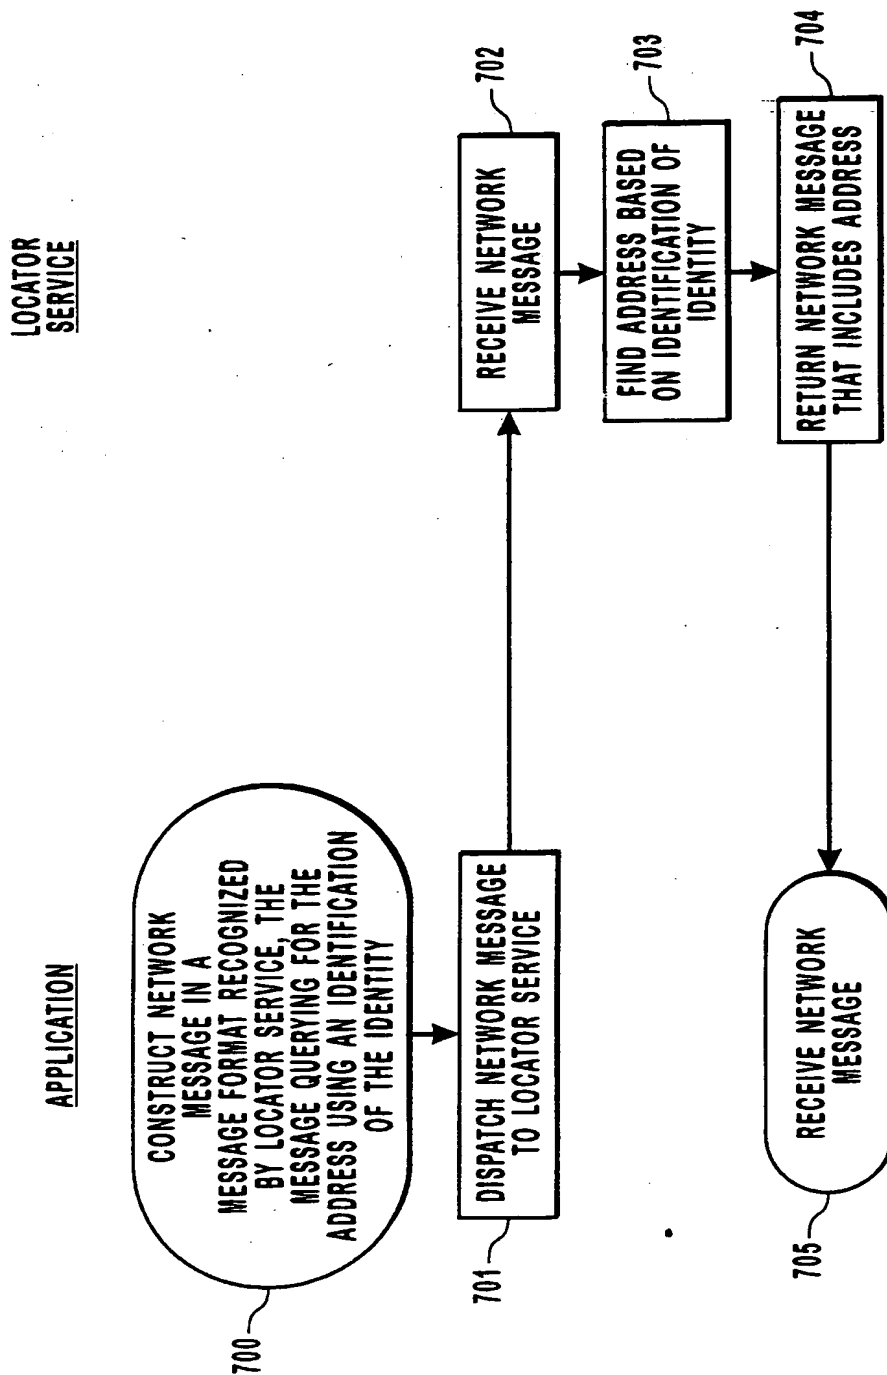 APPLICATION
LOCATOR
SERVICE
CONSTRUCT NETWORK
MESSAGE IN A
MESSAGE FORMAT RECOGNIZED
BY LOCATOR SERVICE, THE
MESSAGE QUERYING FOR THE
ADDRESS USING AN IDENTIFICATION
OF THE IDENTITY
700
DISPATCH NETWORK MESSAGE
TO LOCATOR SERVICE
701
RECEIVE NETWORK
MESSAGE
702
FIND ADDRESS BASED
ON IDENTIFICATION OF
IDENTITY
703
RETURN NETWORK MESSAGE
THAT INCLUDES ADDRESS
704
RECEIVE NETWORK
MESSAGE
705